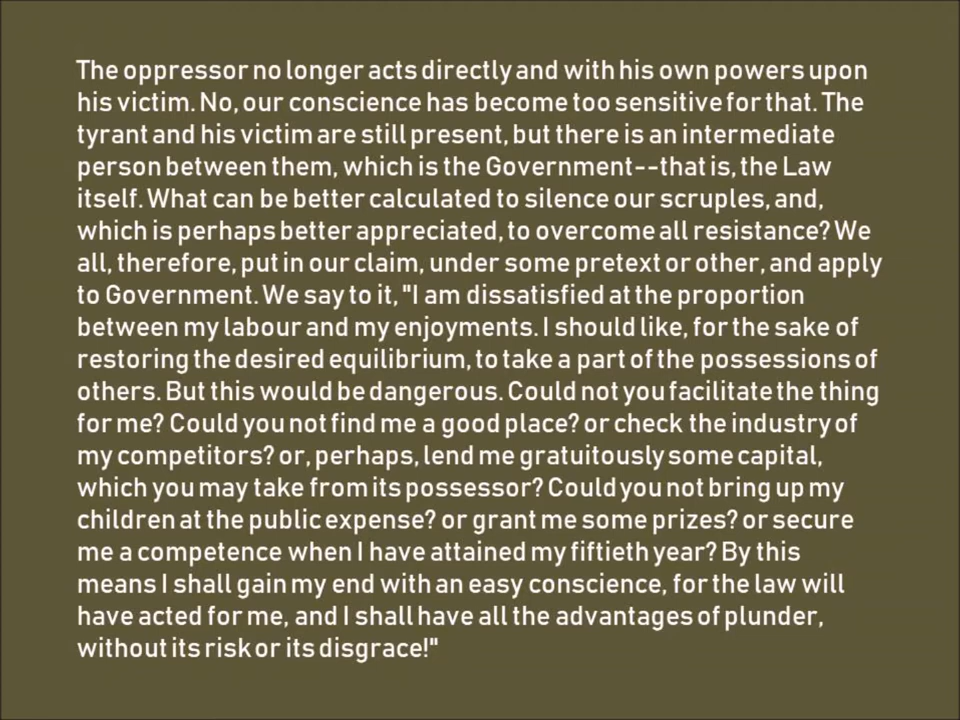 The oppressor no longer acts directly and with his own powers upon
his victim. No, our conscience has become too sensitive for that. The
tyrant and his victim are still present, but there is an intermediate
person between them, which is the Government--that is, the Law
itself. What can be better calculated to silence our scruples, and,
which is perhaps better appreciated, to overcome all resistance? We
all, therefore, put in our claim, under some pretext or other, and apply
to Government. We say to it, "I am dissatisfied at the proportion
between my labour and my enjoyments. I should like, for the sake of
restoring the desired equilibrium, to take a part of the possessions of
others. But this would be dangerous. Could not you facilitate the thing
for me? Could you not find me a good place? or check the industry of
my competitors? or, perhaps, lend me gratuitously some capital,
which you may take from its possessor? Could you not bring up my
children at the public expense? or grant me some prizes? or secure
me a competence when I have attained my fiftieth year? By this
means I shall gain my end with an easy conscience, for the law will
have acted for me, and I shall have all the advantages of plunder,
without its risk or its disgrace!"